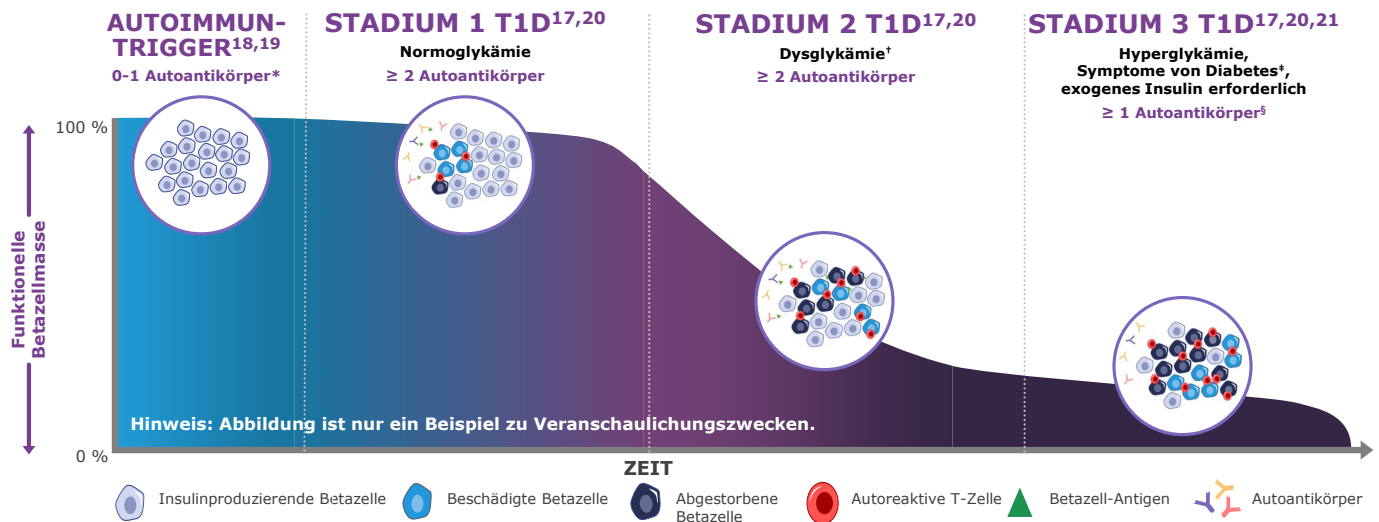 AUTOIMMUN-
TRIGGER18,19
0-1 Autoantikörper*
STADIUM 1 T1D17,20
Normoglykämie
≥ 2 Autoantikörper
STADIUM 2 T1D17,20
Dysglykämie†
≥ 2 Autoantikörper
STADIUM 3 T1D17,20,21
Hyperglykämie,
Symptome von Diabetes‡,
exogenes Insulin erforderlich
≥ 1 Autoantikörper§
100 %
Funktionelle
Betazellmasse
Hinweis: Abbildung ist nur ein Beispiel zu Veranschaulichungszwecken.
0 %
ZEIT
Insulinproduzierende Betazelle
Beschädigte Betazelle
Abgestorbene
Betazelle
Autoreaktive T-Zelle
Betazell-Antigen
Autoantikörper